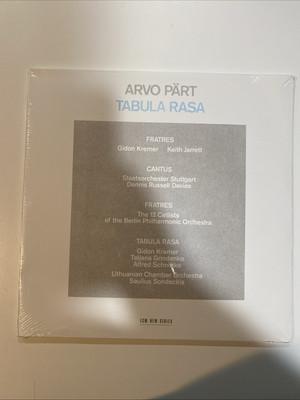 ARVO PÄRT
TABULA RASA
FRATRES
Gidon Kremer Keith Jarrett
CANTUS
Staatsorchester Stuttgart
Dennis Russell Davies
FRATRES
The 12 Cellists
of the Berlin Philharmonic Orchestra
TABULA RASA
Gidon Kremer
Tatjana Grindenko
Alfred Schnittke
Lithuanian Chamber Orchestra
Saulius Sondeckis
ECM NEW SERIES